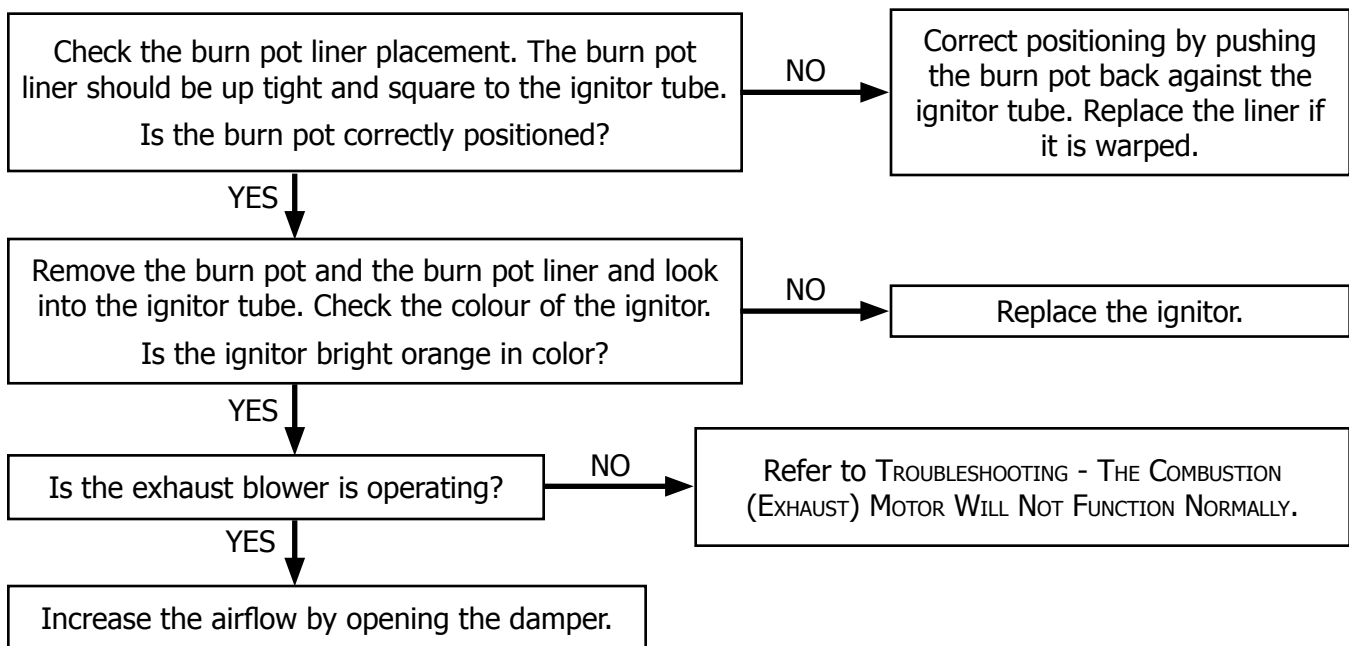 Check the burn pot liner placement. The burn pot
liner should be up tight and square to the ignitor tube.
Is the burn pot correctly positioned?
NO
Correct positioning by pushing
the burn pot back against the
ignitor tube. Replace the liner if
it is warped.
YES
Remove the burn pot and the burn pot liner and look
into the ignitor tube. Check the colour of the ignitor.
Is the ignitor bright orange in color?
NO
Replace the ignitor.
YES
Is the exhaust blower is operating?
NO
Refer to Troubleshooting - The Combustion
(Exhaust) Motor Will Not Function Normally.
YES
Increase the airflow by opening the damper.